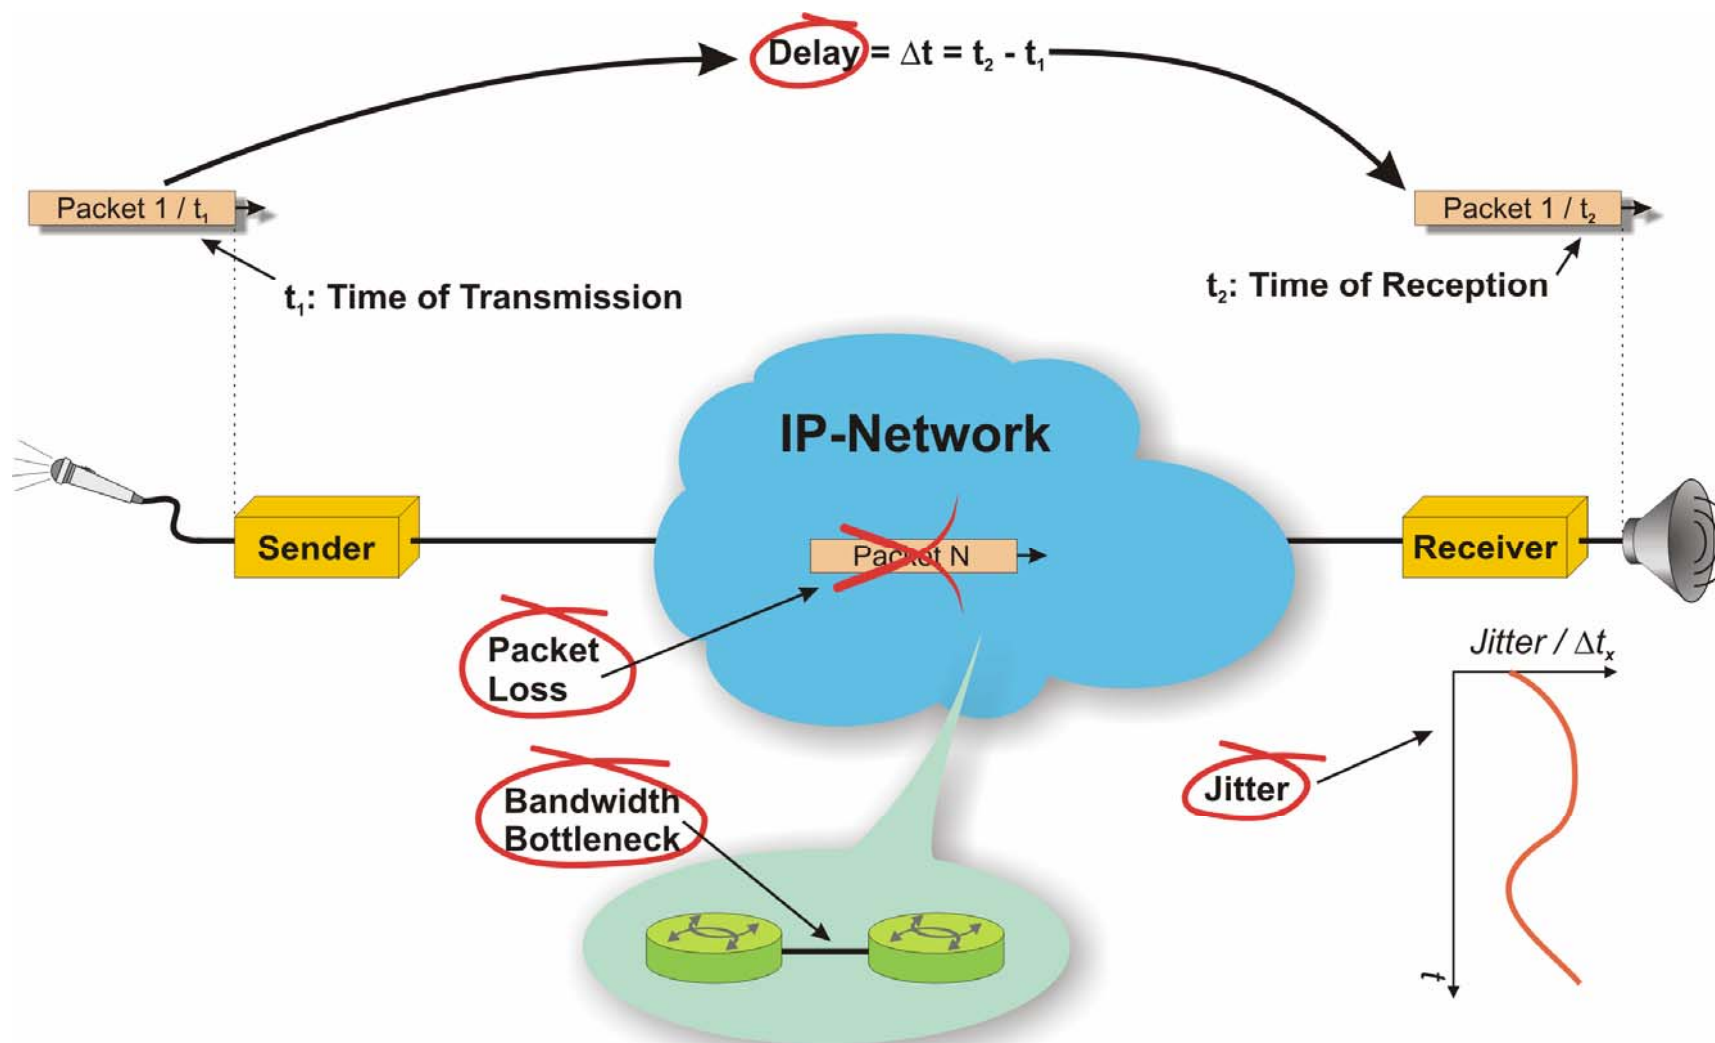 Delay = Δt = t₂ - t₁
Packet 1 / t₁
Packet 1 / t₂
t₁: Time of Transmission
t₂: Time of Reception
IP-Network
Sender
Packet N
Receiver
Packet
Loss
Jitter / Δtₓ
Bandwidth
Bottleneck
Jitter
t